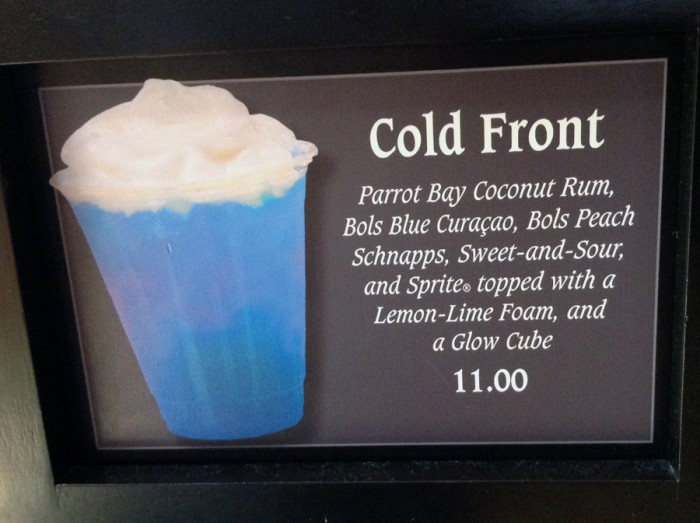 Cold Front
Parrot Bay Coconut Rum,
Bols Blue Curaçao, Bols Peach
Schnapps, Sweet-and-Sour,
and Sprite® topped with a
Lemon-Lime Foam, and
a Glow Cube
11.00